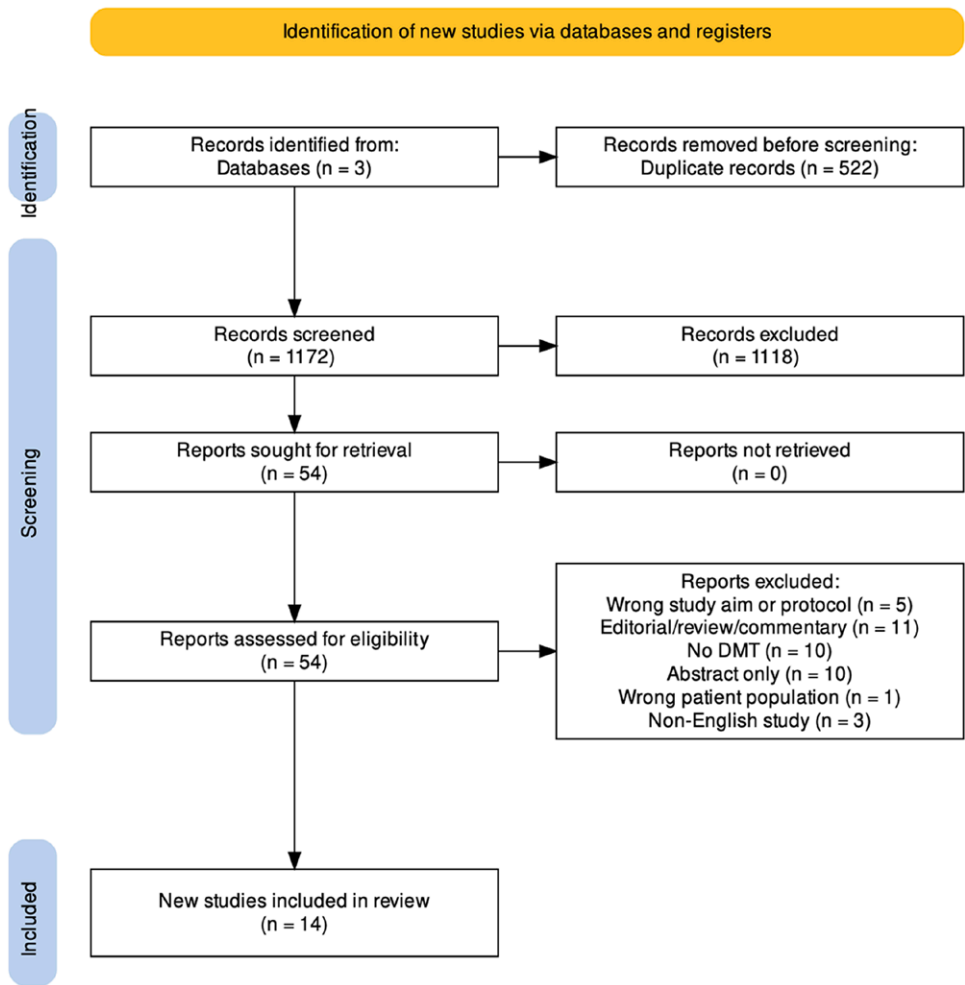 Identification of new studies via databases and registers
Identification
Records identified from:
Databases (n = 3)
Records removed before screening:
Duplicate records (n = 522)
Screening
Records screened
(n = 1172)
Records excluded
(n = 1118)
Reports sought for retrieval
(n = 54)
Reports not retrieved
(n = 0)
Reports assessed for eligibility
(n = 54)
Reports excluded:
Wrong study aim or protocol (n = 5)
Editorial/review/commentary (n = 11)
No DMT (n = 10)
Abstract only (n = 10)
Wrong patient population (n = 1)
Non-English study (n = 3)
Included
New studies included in review
(n = 14)